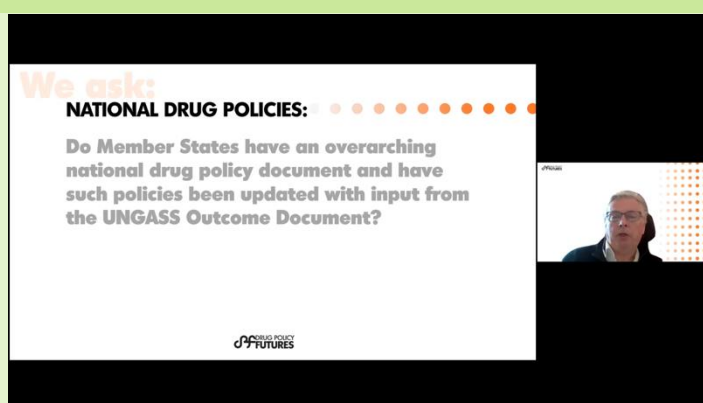 We ask:
NATIONAL DRUG POLICIES:
Do Member States have an overarching
national drug policy document and have
such policies been updated with input from
the UNGASS Outcome Document?
DRUG POLICY
FUTURES